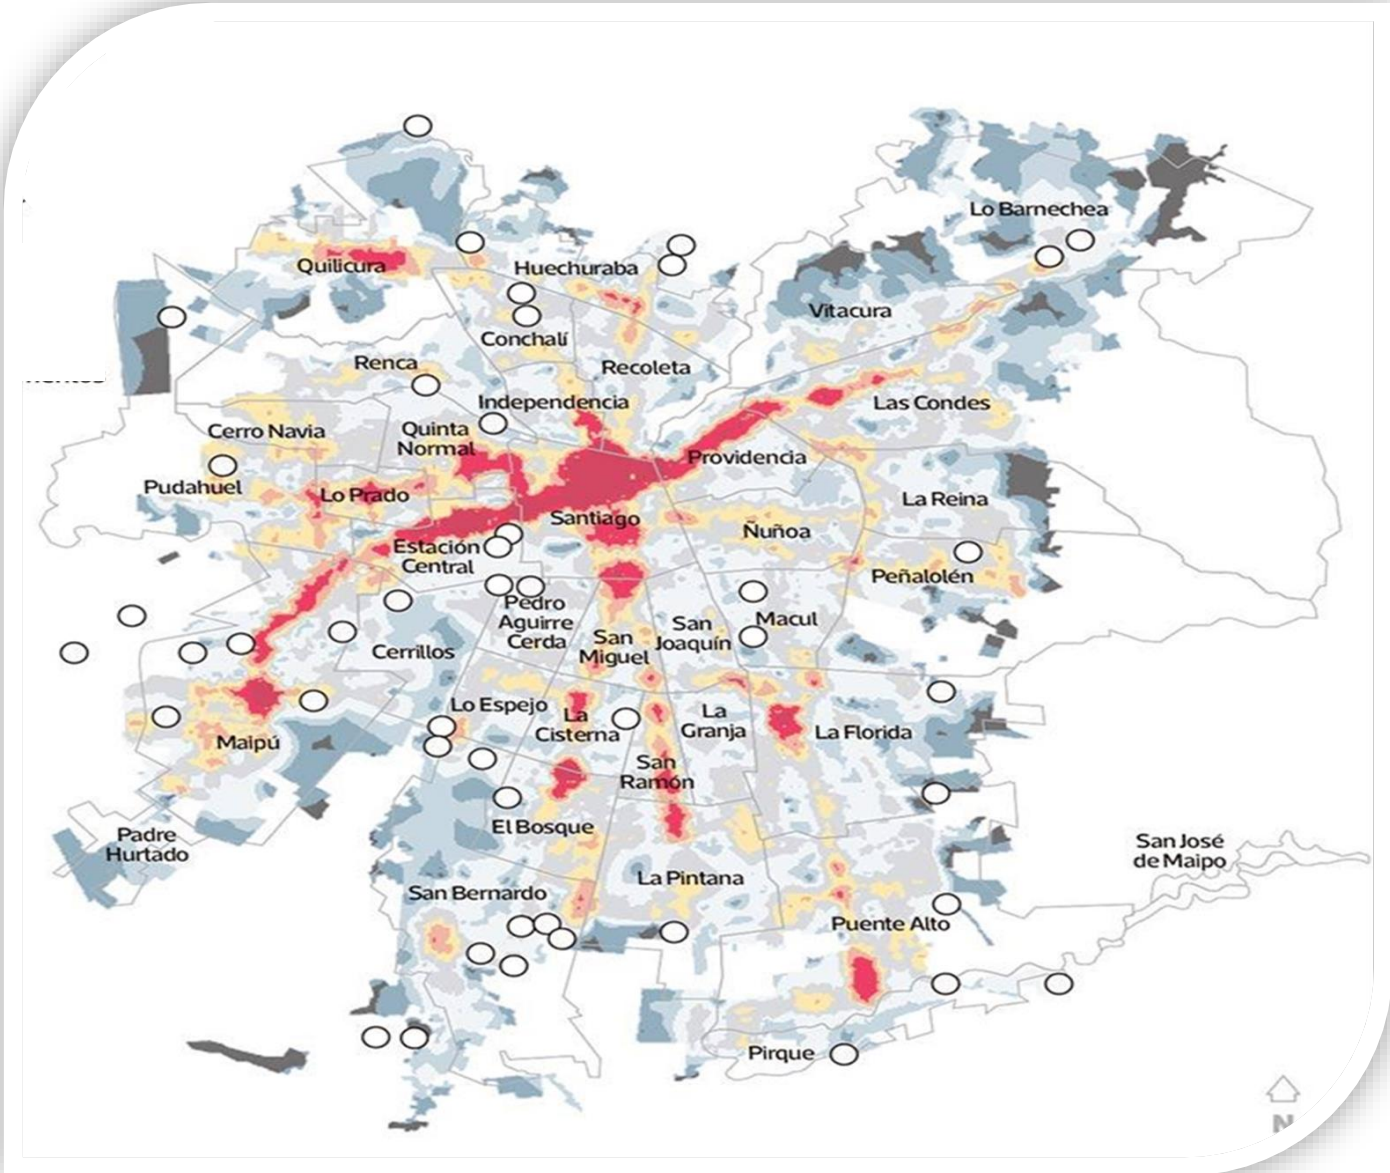 Lo Barnechea
Quilicura
Huechuraba
Vitacura
Conchalí
Renca
Recoleta
Independencia
Las Condes
Cerro Navia
Quinta
Normal
Providencia
Pudahuel
Lo Prado
La Reina
Santiago
Ñuñoa
Estación
Central
Peñalolén
Pedro
Aguirre
Cerda
San
Joaquín
Macul
San
Miguel
Cerrillos
Lo Espejo
La
Cisterna
La
Granja
La Florida
Maipú
San
Ramón
El Bosque
Padre
Hurtado
San José
de Maipo
La Pintana
San Bernardo
Puente Alto
Pirque
N